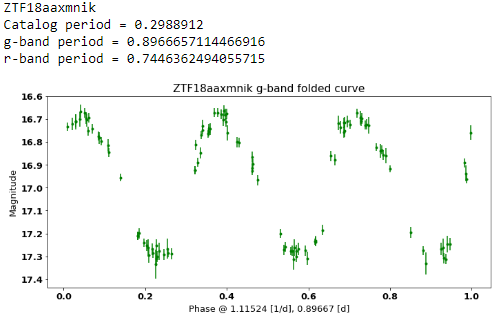 ZTF18aaxmnik
Catalog period = 0.2988912
g-band period = 0.8966657114466916
r-band period = 0.7446362494055715
ZTF18aaxmnik g-band folded curve
16.6
16.7
16.8
16.9
17.0
17.1
17.2
17.3
17.4
Magnitude
0.0 0.2 0.4 0.6 0.8 1.0
Phase @ 1.11524 [1/d], 0.89667 [d]